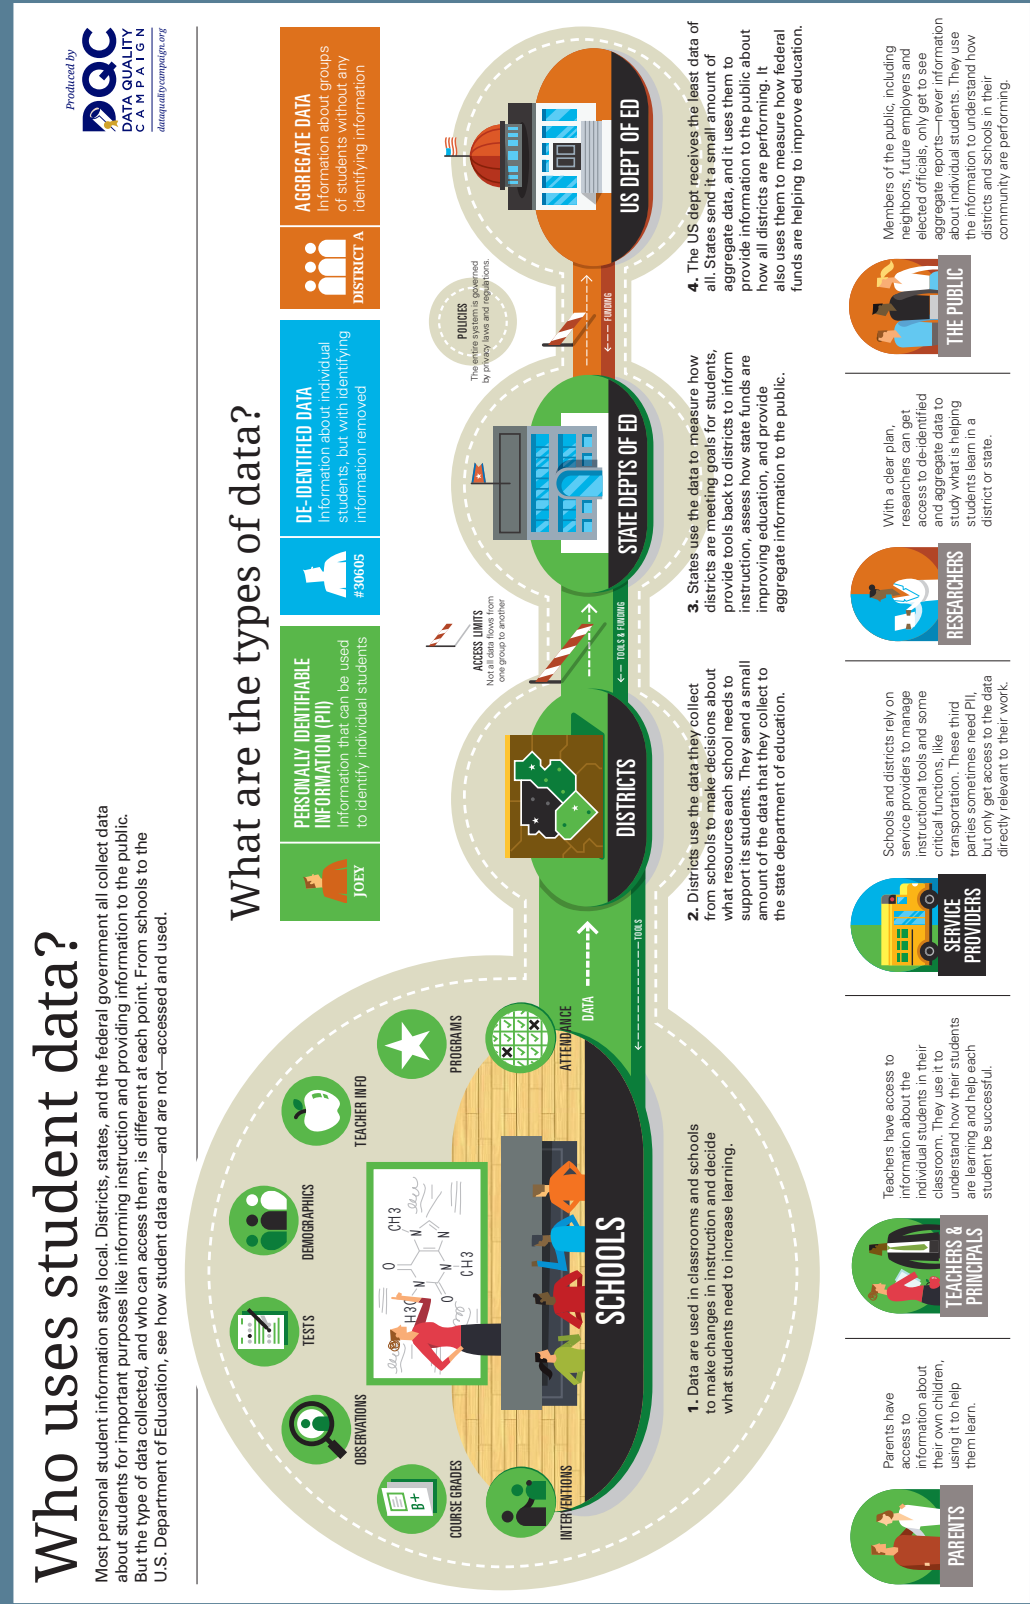 Who uses student data?
Produced by
DQC
DATA QUALITY
CAMPAIGN
dataqualitycampaign.org
Most personal student information stays local. Districts, states, and the federal government all collect data
about students for important purposes like informing instruction and providing information to the public.
But the type of data collected, and who can access them, is different at each point. From schools to the
U.S. Department of Education, see how student data are—and are not—accessed and used.
What are the types of data?
JOEY
PERSONALLY IDENTIFIABLE
INFORMATION (PII)
Information that can be used
to identify individual students
#30605
DE-IDENTIFIED DATA
Information about individual
students, but with identifying
information removed
DISTRICT A
AGGREGATE DATA
Information about groups
of students without any
identifying information
INTERVENTIONS
COURSE GRADES
B+
OBSERVATIONS
TESTS
DEMOGRAPHICS
TEACHER INFO
PROGRAMS
ATTENDANCE
H3C
O
CH3
N
N
N
N
O
CH3
SCHOOLS
DATA
TOOLS
DISTRICTS
ACCESS LIMITS
Not all data flows from
one group to another
TOOLS & FUNDING
STATE DEPTS OF ED
POLICIES
The entire system is governed
by privacy laws and regulations.
FUNDING
US DEPT OF ED
1. Data are used in classrooms and schools
to make changes in instruction and decide
what students need to increase learning.
2. Districts use the data they collect
from schools to make decisions about
what resources each school needs to
support its students. They send a small
amount of the data that they collect to
the state department of education.
3. States use the data to measure how
districts are meeting goals for students,
provide tools back to districts to inform
instruction, assess how state funds are
improving education, and provide
aggregate information to the public.
4. The US dept receives the least data of
all. States send it a small amount of
aggregate data, and it uses them to
provide information to the public about
how all districts are performing. It
also uses them to measure how federal
funds are helping to improve education.
PARENTS
Parents have
access to
information about
their own children,
using it to help
them learn.
TEACHERS &
PRINCIPALS
Teachers have access to
information about the
individual students in their
classroom. They use it to
understand how their students
are learning and help each
student be successful.
SERVICE
PROVIDERS
Schools and districts rely on
service providers to manage
instructional tools and some
critical functions, like
transportation. These third
parties sometimes need PII,
but only get access to the data
directly relevant to their work.
RESEARCHERS
With a clear plan,
researchers can get
access to de-identified
and aggregate data to
study what is helping
students learn in a
district or state.
THE PUBLIC
Members of the public, including
neighbors, future employers and
elected officials, only get to see
aggregate reports—never information
about individual students. They use
the information to understand how
districts and schools in their
community are performing.